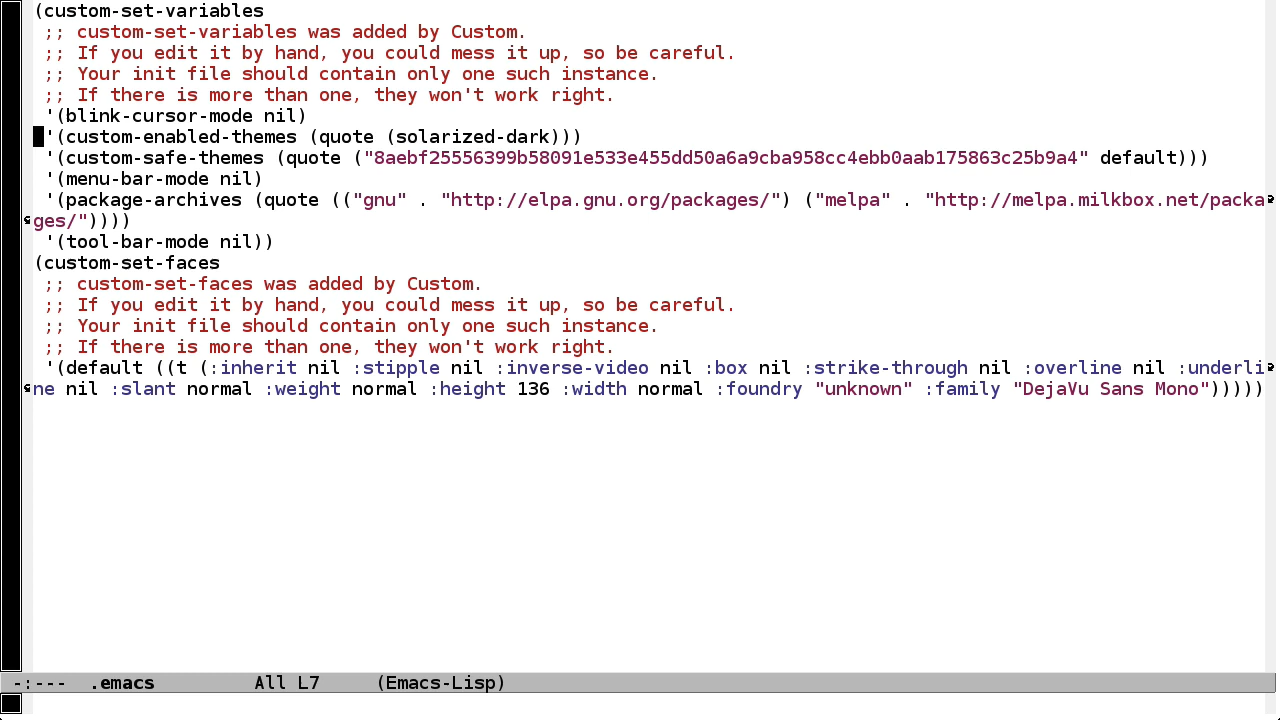 (custom-set-variables
 ;; custom-set-variables was added by Custom.
 ;; If you edit it by hand, you could mess it up, so be careful.
 ;; Your init file should contain only one such instance.
 ;; If there is more than one, they won't work right.
 '(blink-cursor-mode nil)
 '(custom-enabled-themes (quote (solarized-dark)))
 '(custom-safe-themes (quote ("8aebf25556399b58091e533e455dd50a6a9cba958cc4ebb0aab175863c25b9a4" default)))
 '(menu-bar-mode nil)
 '(package-archives (quote (("gnu" . "http://elpa.gnu.org/packages/") ("melpa" . "http://melpa.milkbox.net/packa
ges/"))))
 '(tool-bar-mode nil))
(custom-set-faces
 ;; custom-set-faces was added by Custom.
 ;; If you edit it by hand, you could mess it up, so be careful.
 ;; Your init file should contain only one such instance.
 ;; If there is more than one, they won't work right.
 '(default ((t (:inherit nil :stipple nil :inverse-video nil :box nil :strike-through nil :overline nil :underli
ne nil :slant normal :weight normal :height 136 :width normal :foundry "unknown" :family "DejaVu Sans Mono")))))
-:--- .emacs All L7 (Emacs-Lisp)